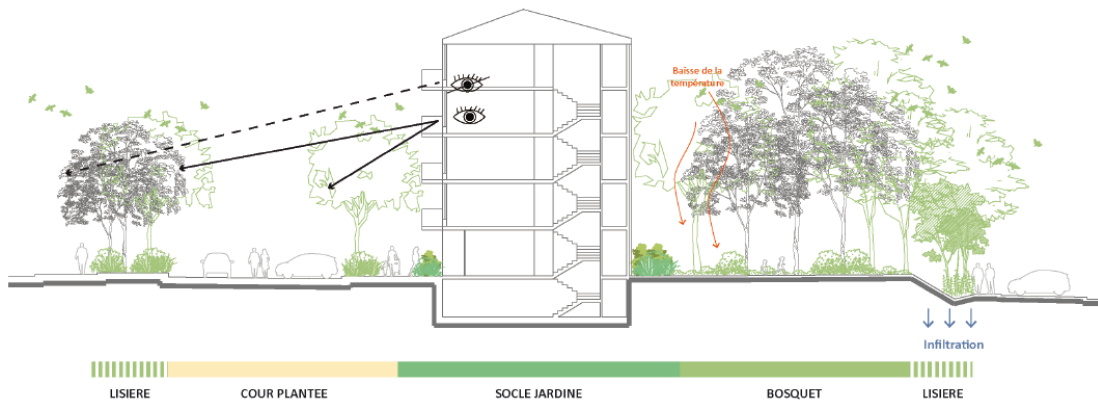 Baisse de la
température
Infiltration
LISIERE
COUR PLANTEE
SOCLE JARDINE
BOSQUET
LISIERE